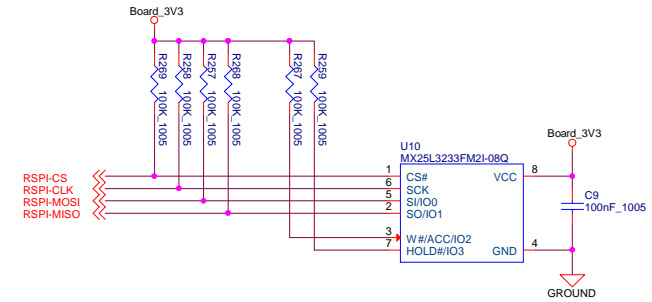 Board_3V3
R269
100K_1005
R258
100K_1005
R257
100K_1005
R268
100K_1005
R267
100K_1005
R259
100K_1005
U10
MX25L3233FM2I-08Q
Board_3V3
RSPI-CS
1
CS#
VCC
8
RSPI-CLK
6
SCK
RSPI-MOSI
5
SI/IO0
RSPI-MISO
2
SO/IO1
C9
100nF_1005
3
W#/ACC/IO2
7
HOLD#/IO3
GND
4
GROUND